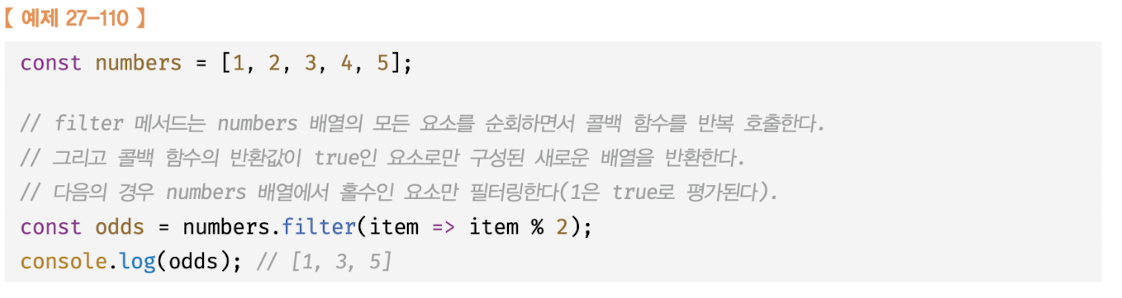 【 예제 27-110 】
const numbers = [1, 2, 3, 4, 5];
// filter 메서드는 numbers 배열의 모든 요소를 순회하면서 콜백 함수를 반복 호출한다.
// 그리고 콜백 함수의 반환값이 true인 요소로만 구성된 새로운 배열을 반환한다.
// 다음의 경우 numbers 배열에서 홀수인 요소만 필터링한다(1은 true로 평가된다).
const odds = numbers.filter(item => item % 2);
console.log(odds); // [1, 3, 5]